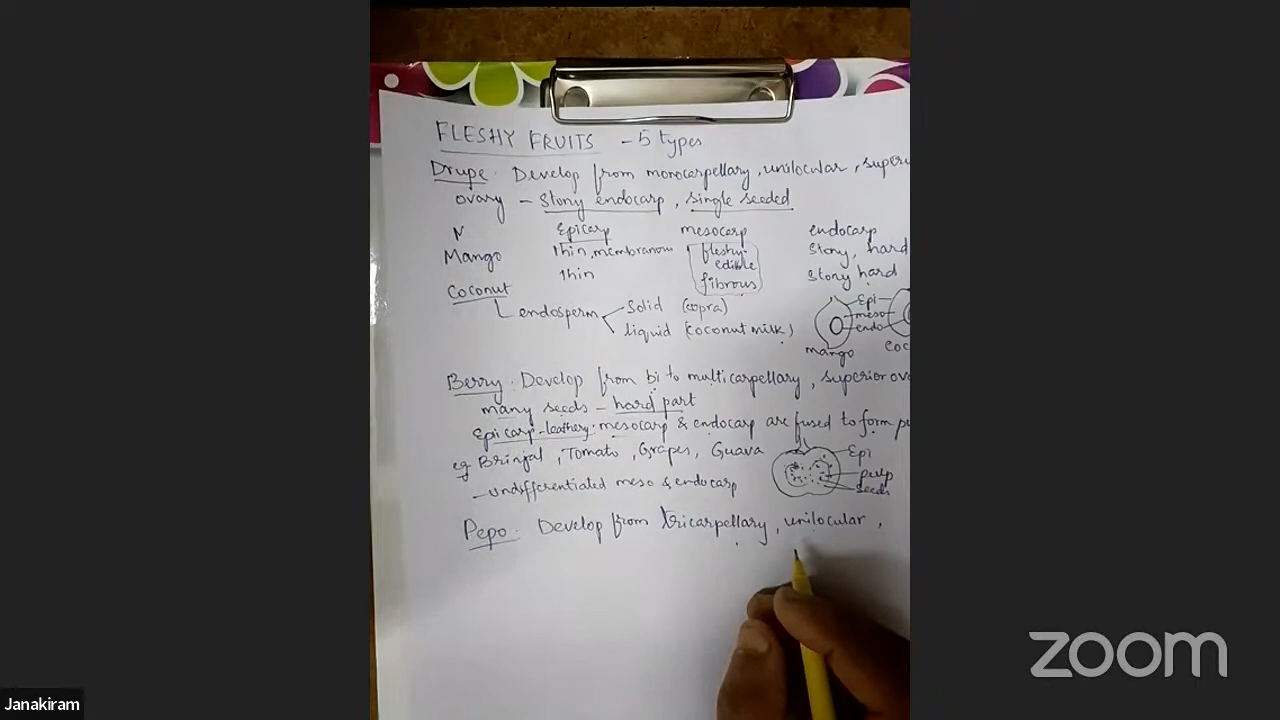 FLESHY FRUITS - 5 types
Drupe: Develop from monocarpellary, unilocular, superi
ovary - Stony endocarp, single seeded
N Epicarp mesocarp endocarp
Mango thin, membranous fleshy edible Stony, hard
Coconut thin fibrous Stony hard
endosperm Solid (copra)
liquid (coconut milk)
Epi
meso
endo
mango coc
Berry: Develop from bi to multicarpellary, superior ova
many seeds - hard part
Epicarp - leathery: mesocarp & endocarp are fused to form pu
eg Brinjal, Tomato, Grapes, Guava
Epi
pulp
seeds
- undifferentiated meso & endocarp
Pepo: Develop from tricarpellary, unilocular,
Janakiram
zoom